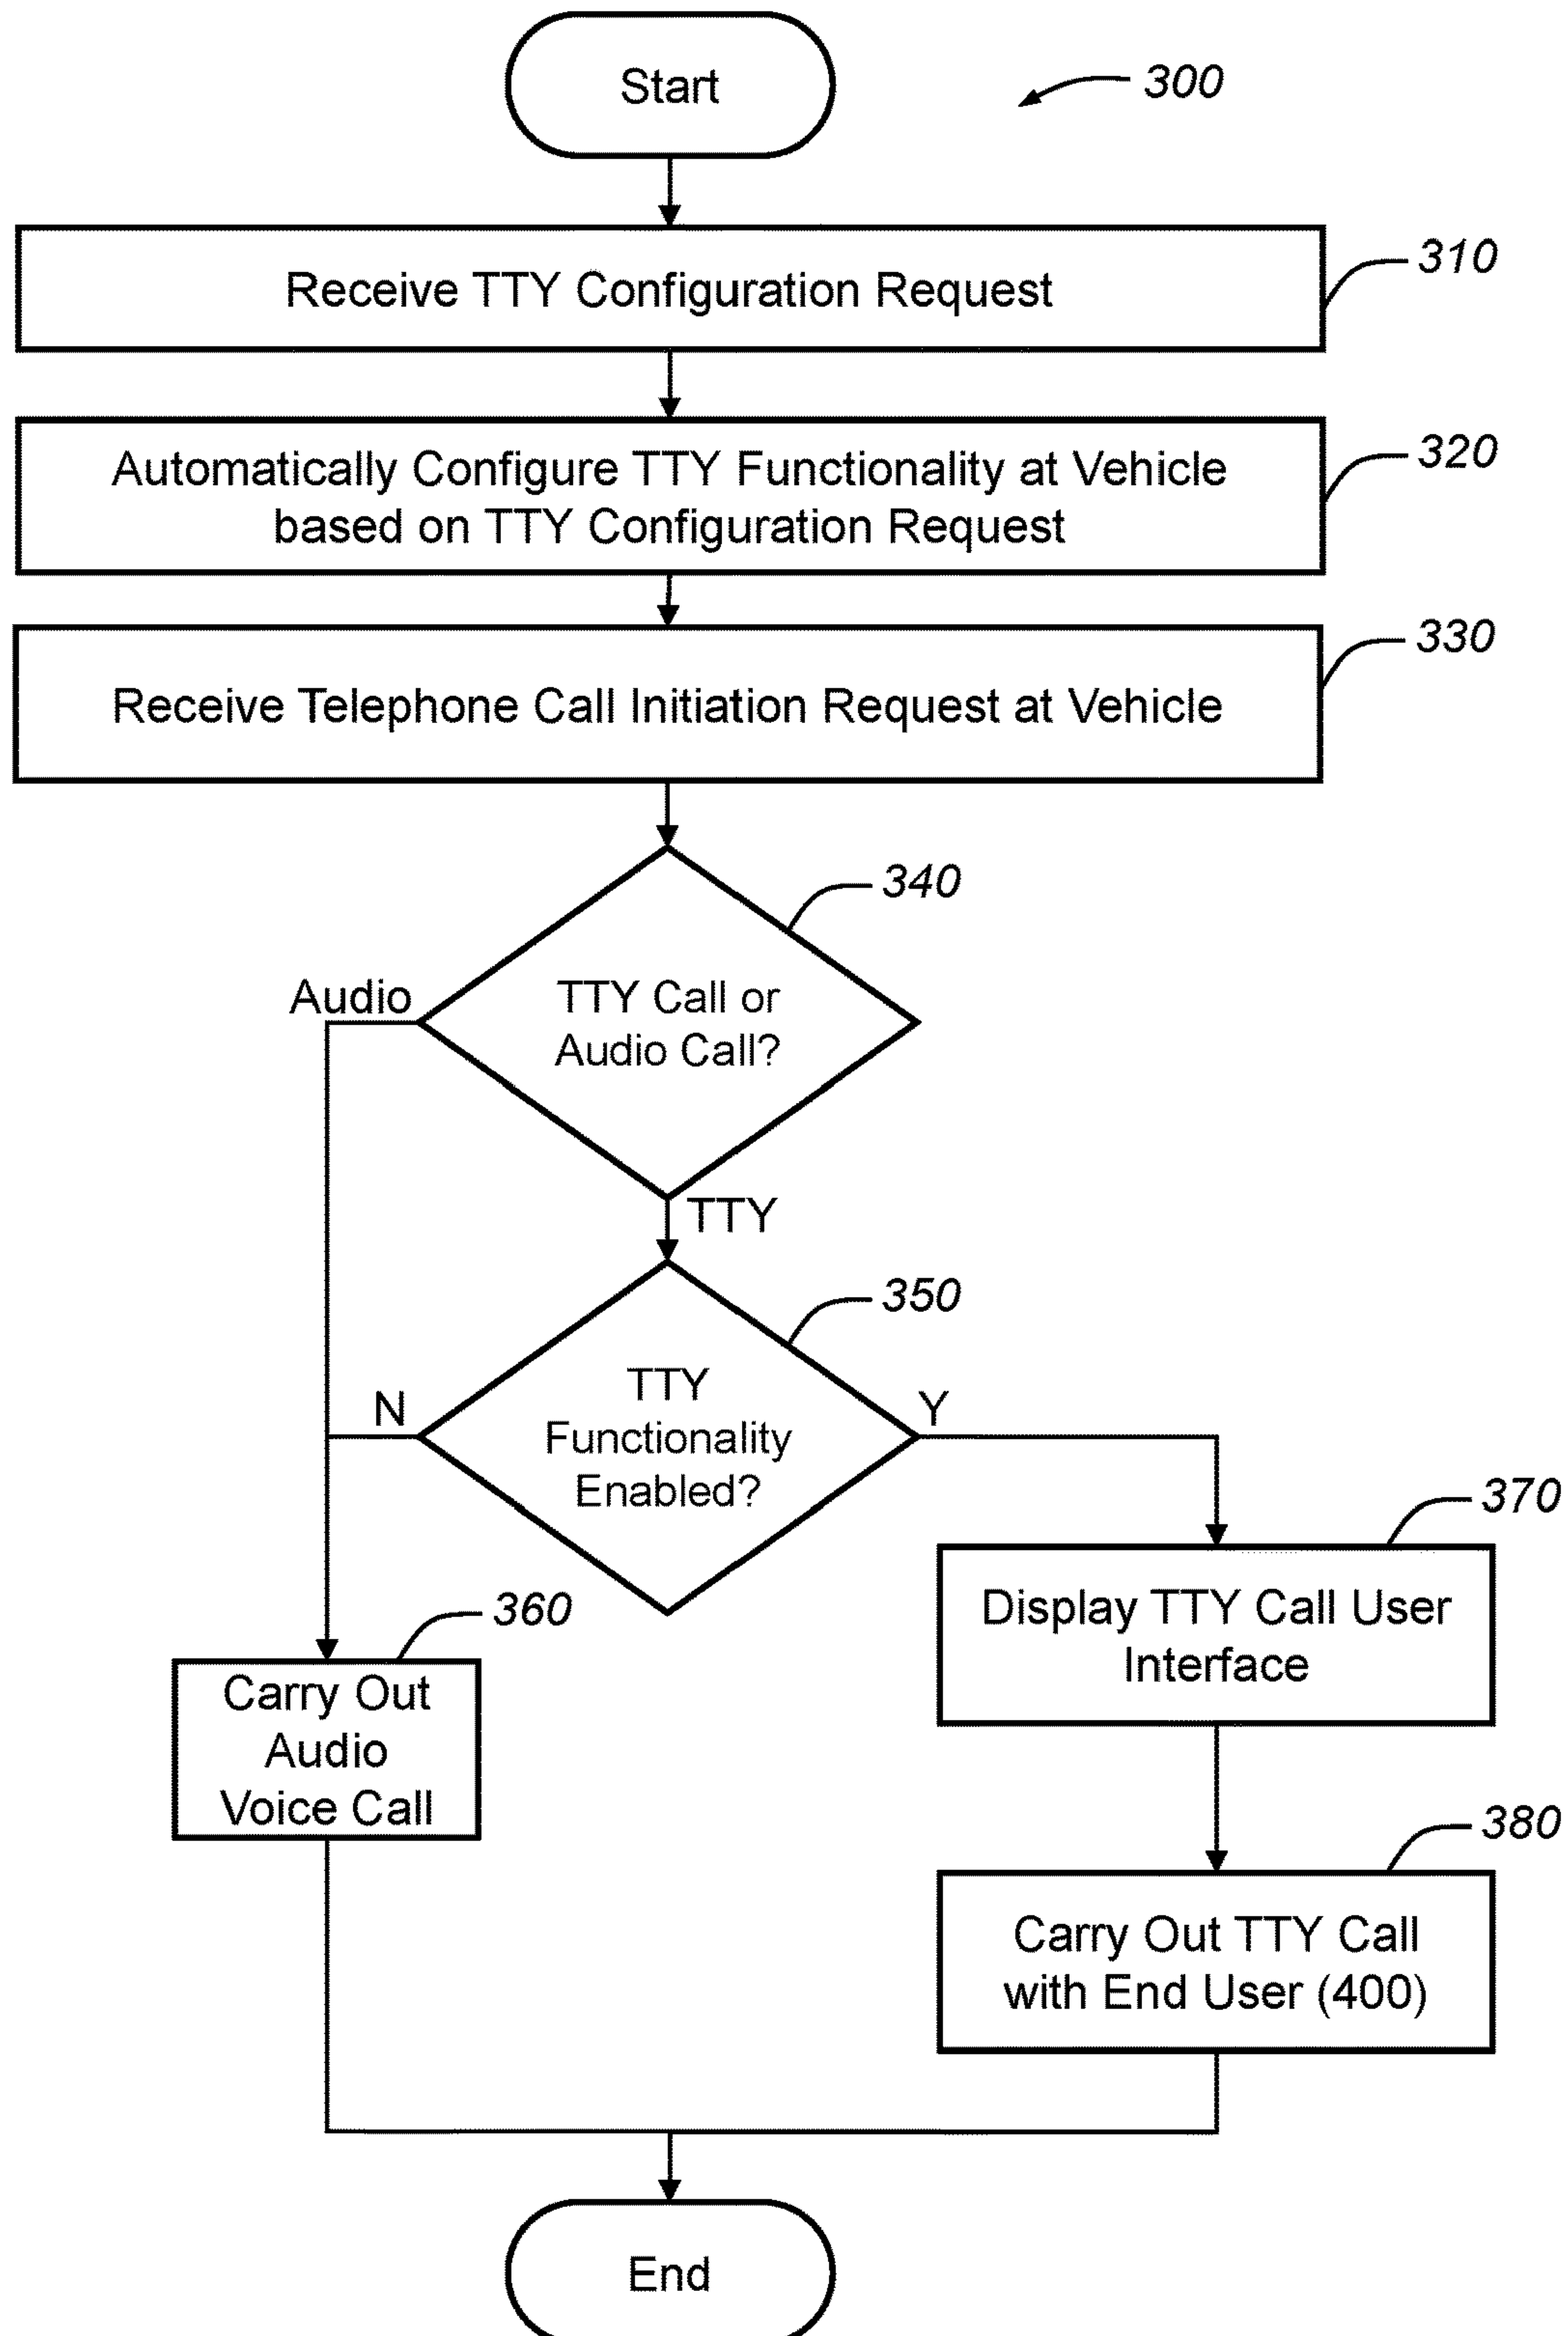 Start
300
Receive TTY Configuration Request
310
Automatically Configure TTY Functionality at Vehicle
based on TTY Configuration Request
320
Receive Telephone Call Initiation Request at Vehicle
330
340
TTY Call or
Audio Call?
Audio
TTY
350
TTY
Functionality
Enabled?
N
Y
360
Carry Out
Audio
Voice Call
370
Display TTY Call User
Interface
380
Carry Out TTY Call
with End User (400)
End